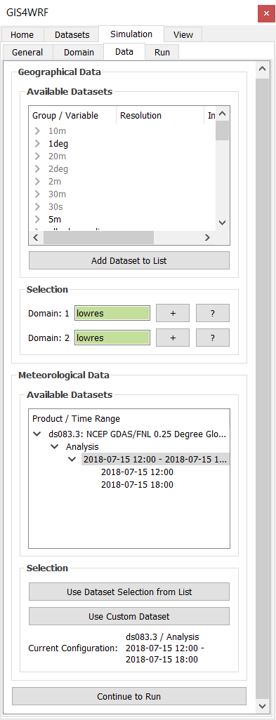 GIS4WRF
Home Datasets Simulation View
General Domain Data Run
Geographical Data
Available Datasets
Group / Variable Resolution In
10m
1deg
20m
2deg
2m
30m
30s
5m
Add Dataset to List
Selection
Domain: 1 lowres + ?
Domain: 2 lowres + ?
Meteorological Data
Available Datasets
Product / Time Range
ds083.3: NCEP GDAS/FNL 0.25 Degree Glo...
Analysis
2018-07-15 12:00 - 2018-07-15 1...
2018-07-15 12:00
2018-07-15 18:00
Selection
Use Dataset Selection from List
Use Custom Dataset
ds083.3 / Analysis
Current Configuration: 2018-07-15 12:00 -
2018-07-15 18:00
Continue to Run